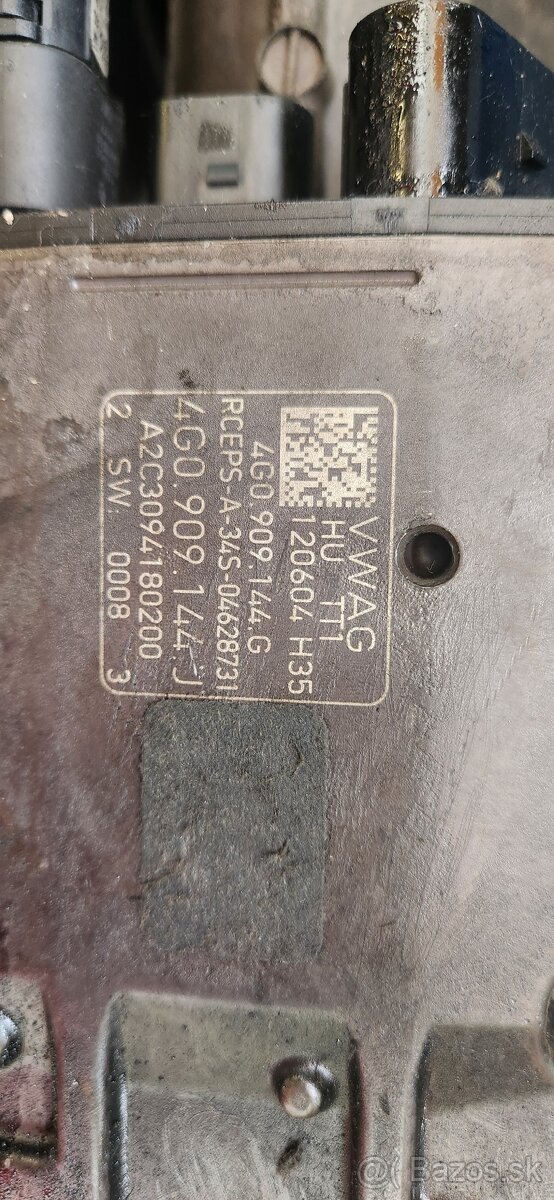 VWAG
HU TT1
120604 H35
4G0.909.144.G
RCEPS-A-34S-04628731
4G0.909.144.J
A2C3094180200
2 SW. 0008 3
Bazos.sk